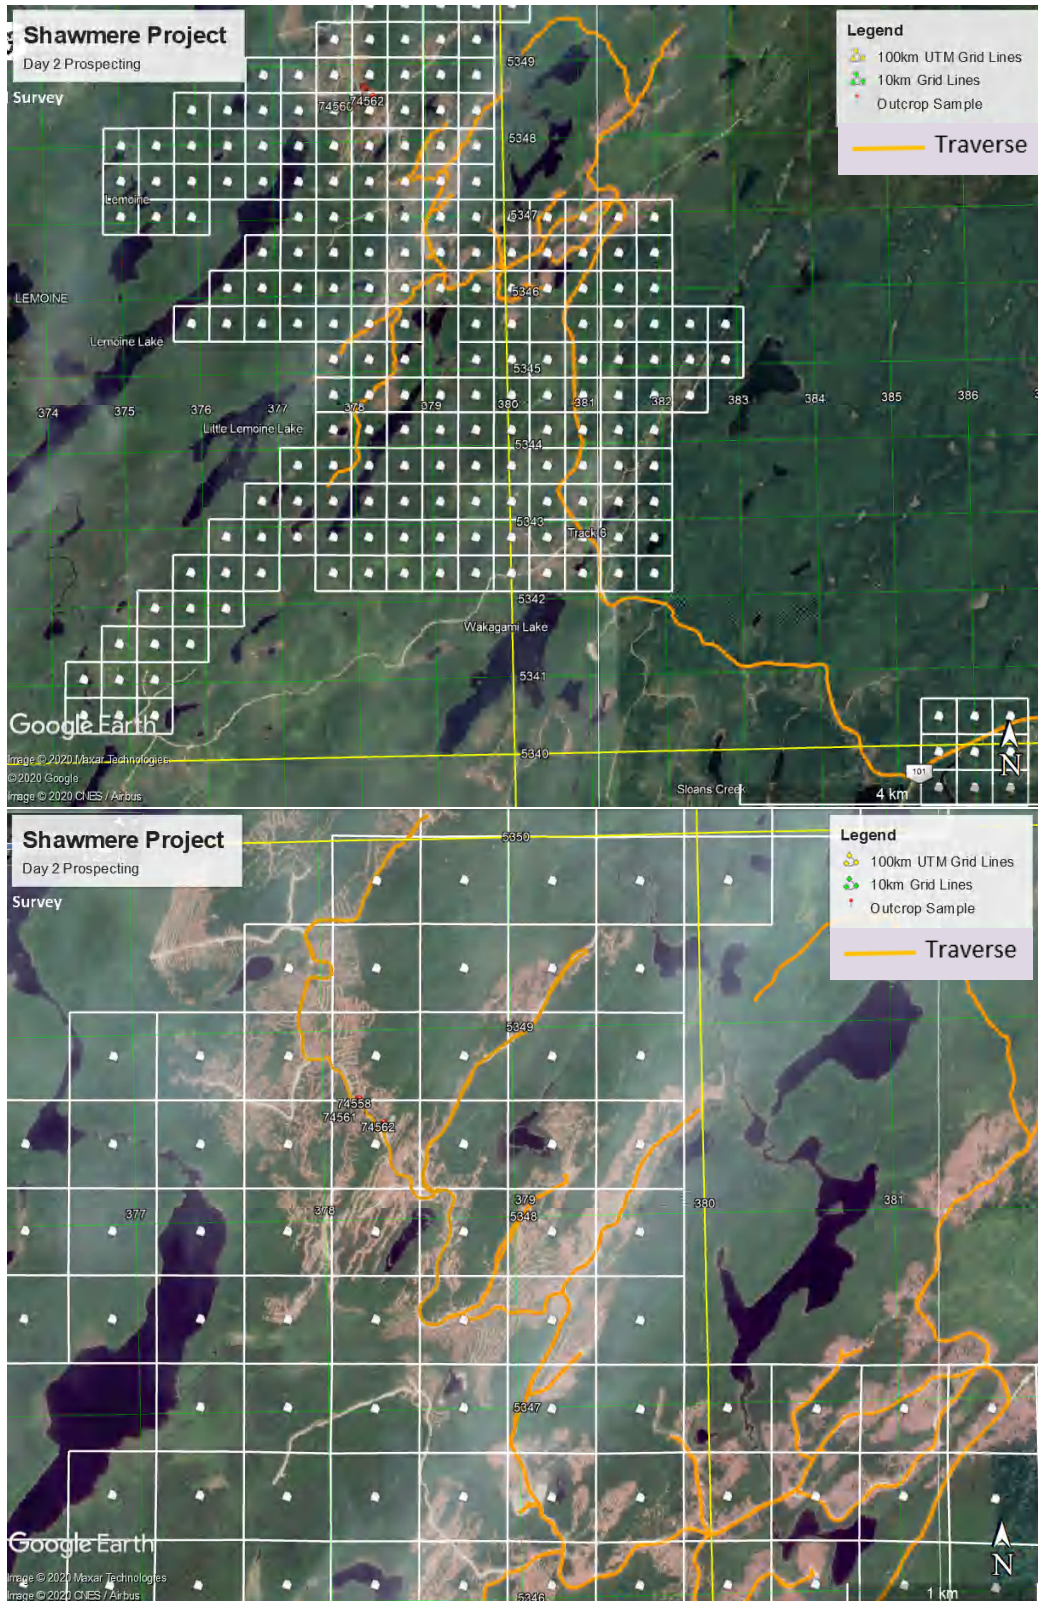 Shawmere Project
Day 2 Prospecting
Survey
Legend
100km UTM Grid Lines
10km Grid Lines
Outcrop Sample
Traverse
5349
74562
5348
Lemoine
5347
LEMOINE
5346
Lemoine Lake
5345
374
375
376
377
378
379
380
381
382
383
384
385
386
Little Lemoine Lake
5344
5343
Track 6
5342
Wakagami Lake
5341
Google Earth
5340
Image © 2020 Maxar Technologies
© 2020 Google
Image © 2020 CNES / Airbus
Sloans Creek
101
4 km
N
Shawmere Project
Day 2 Prospecting
Survey
5350
Legend
100km UTM Grid Lines
10km Grid Lines
Outcrop Sample
Traverse
5349
74558
74561
74562
377
378
379
380
381
5348
5347
Google Earth
Image © 2020 Maxar Technologies
Image © 2020 CNES / Airbus
5346
N
1 km